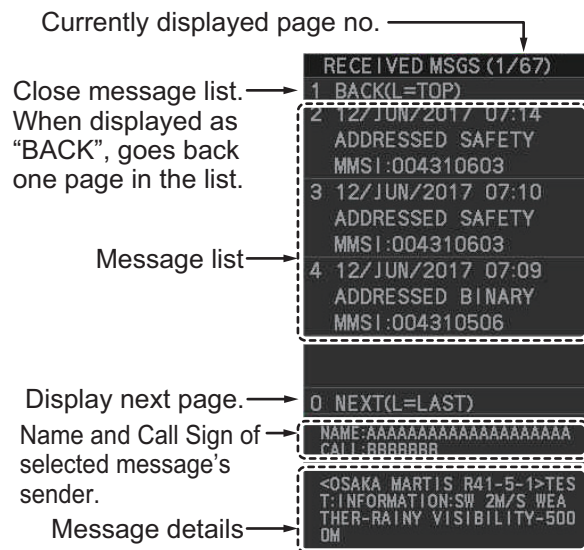 Currently displayed page no.
RECEIVED MSGS (1/67)
Close message list.
When displayed as
“BACK”, goes back
one page in the list.
1 BACK(L=TOP)
2 12/JUN/2017 07:14
ADDRESSED SAFETY
MMSI:004310603
3 12/JUN/2017 07:10
ADDRESSED SAFETY
MMSI:004310603
Message list
4 12/JUN/2017 07:09
ADDRESSED BINARY
MMSI:004310506
Display next page.
0 NEXT(L=LAST)
Name and Call Sign of
selected message’s
sender.
NAME:AAAAAAAAAAAAAAAAAAAA
CALL:BBBBBBB
Message details
<OSAKA MARTIS R41-5-1>TES
T:INFORMATION:SW 2M/S WEA
THER-RAINY VISIBILITY-500
0M